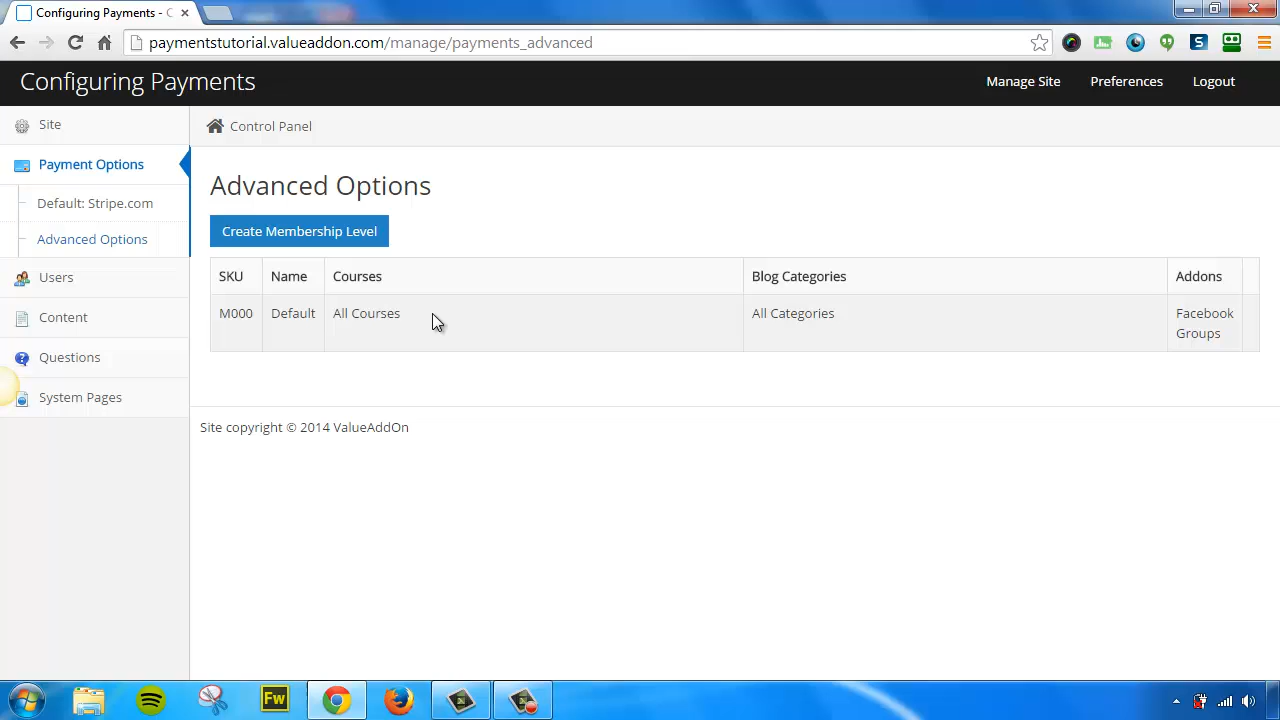 Configuring Payments - C
paymentstutorial.valueaddon.com/manage/payments_advanced
Configuring Payments
Manage Site
Preferences
Logout
Site
Payment Options
Default: Stripe.com
Advanced Options
Users
Content
Questions
System Pages
Control Panel
Advanced Options
Create Membership Level
SKU
Name
Courses
Blog Categories
Addons
M000
Default
All Courses
All Categories
Facebook
Groups
Site copyright © 2014 ValueAddOn
Fw